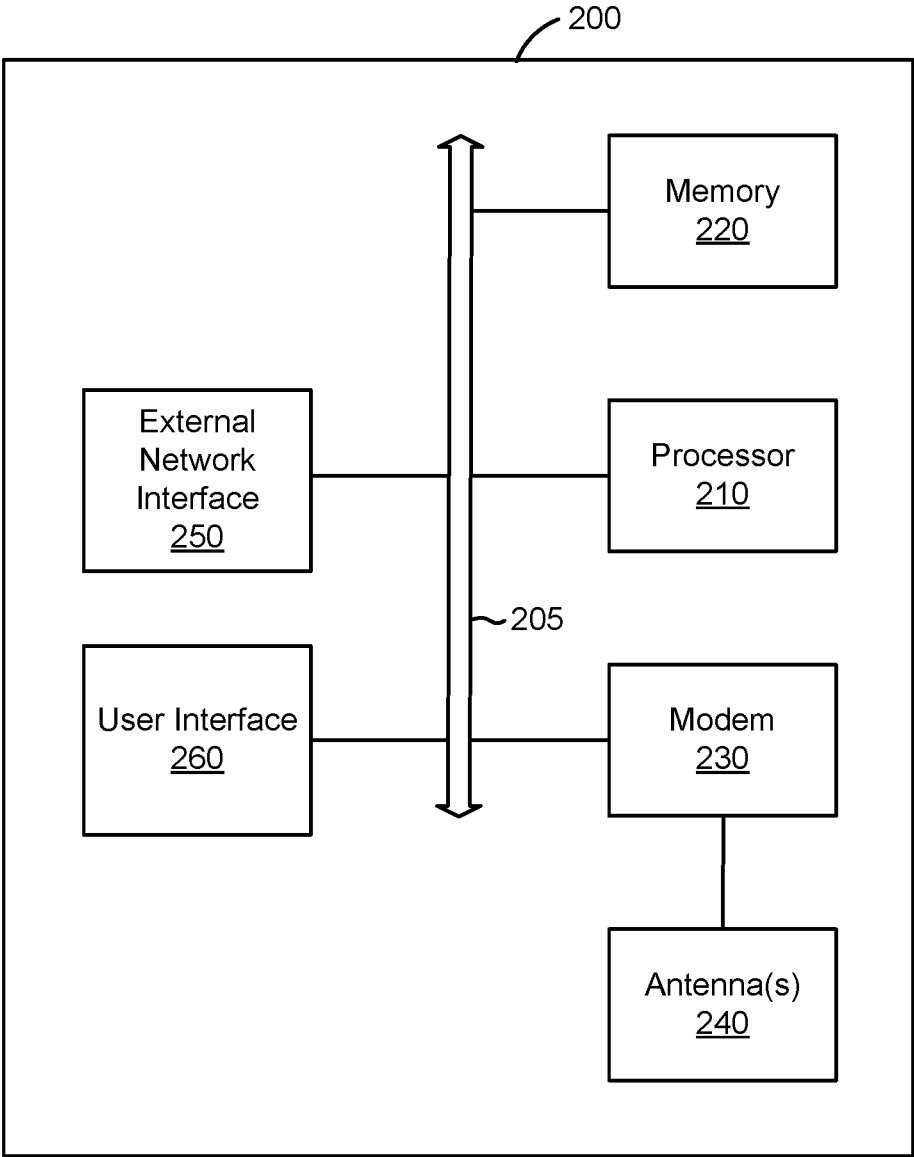 200
Memory
220
External
Network
Interface
250
Processor
210
205
User Interface
260
Modem
230
Antenna(s)
240